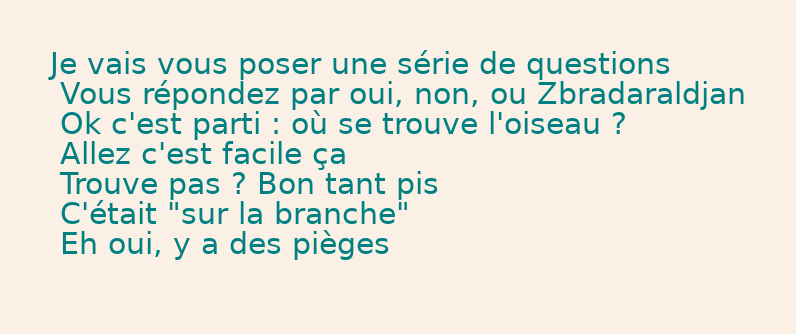 Je vais vous poser une série de questions
Vous répondez par oui, non, ou Zbradaraldjan
Ok c'est parti : où se trouve l'oiseau ?
Allez c'est facile ça
Trouve pas ? Bon tant pis
C'était "sur la branche"
Eh oui, y a des pièges